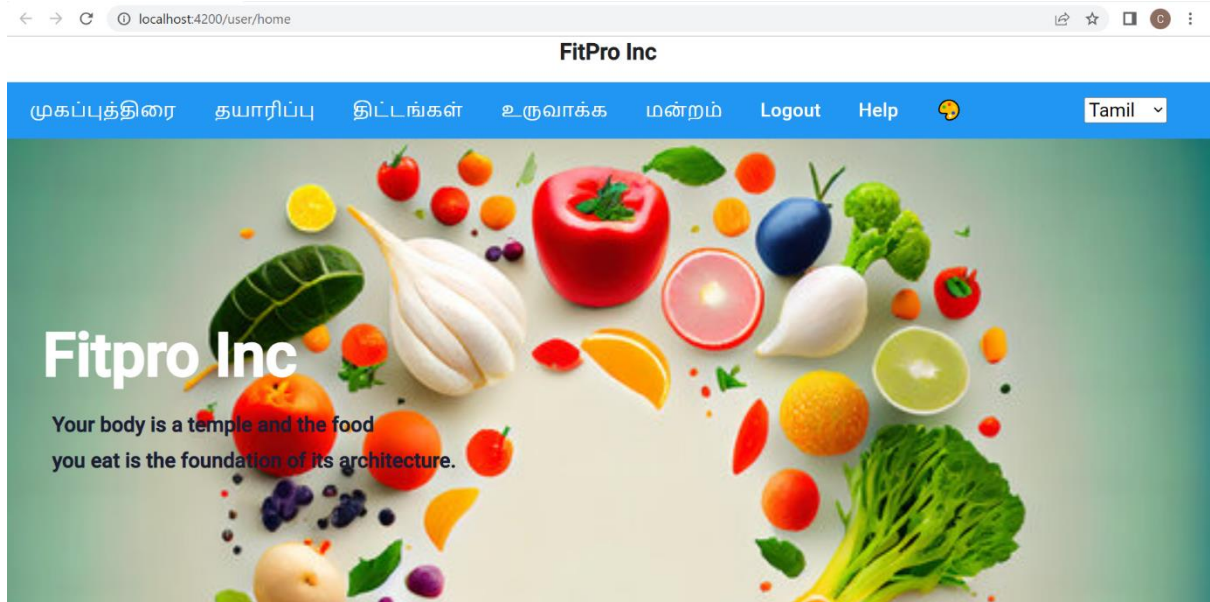 localhost:4200/user/home
C
FitPro Inc
முகப்புத்திரை தயாரிப்பு திட்டங்கள் உருவாக்க மன்றம் Logout Help Tamil
Fitpro Inc
Your body is a temple and the food
you eat is the foundation of its architecture.